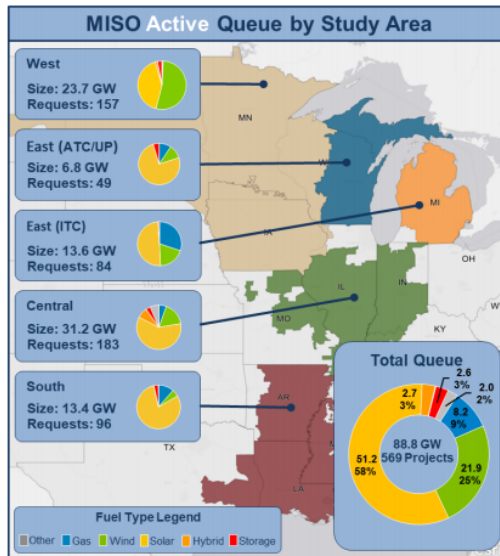 MISO Active Queue by Study Area
West
Size: 23.7 GW
Requests: 157
East (ATC/UP)
Size: 6.8 GW
Requests: 49
East (ITC)
Size: 13.6 GW
Requests: 84
Central
Size: 31.2 GW
Requests: 183
South
Size: 13.4 GW
Requests: 96
MN
IA
MI
OH
IL
IN
MO
KY
AR
TX
LA
Total Queue
2.7
3%
2.6
3%
2.0
2%
8.2
9%
21.9
25%
51.2
58%
88.8 GW
569 Projects
Fuel Type Legend
Other
Gas
Wind
Solar
Hybrid
Storage